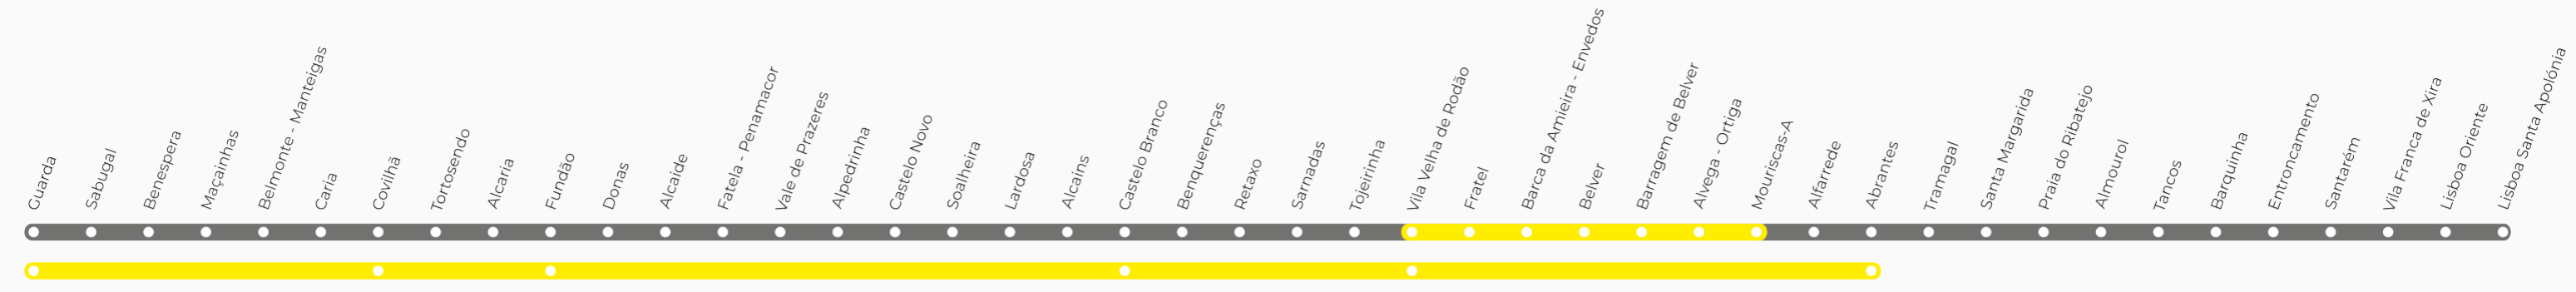 Guarda
Sabugal
Benespera
Maçainhas
Belmonte - Manteigas
Caria
Covilhã
Tortosendo
Alcaria
Fundão
Donas
Alcaide
Fatela - Penamacor
Vale de Prazeres
Alpedrinha
Castelo Novo
Soalheira
Lardosa
Alcains
Castelo Branco
Benquerenças
Retaxo
Sarnadas
Tojeirinha
Vila Velha de Rodão
Fratel
Barca da Amieira - Envedos
Belver
Barragem de Belver
Alvega - Ortiga
Mouriscas-A
Alfarrede
Abrantes
Tramagal
Santa Margarida
Praia do Ribatejo
Almourol
Tancos
Barquinha
Entroncamento
Santarém
Vila Franca de Xira
Lisboa Oriente
Lisboa Santa Apolónia